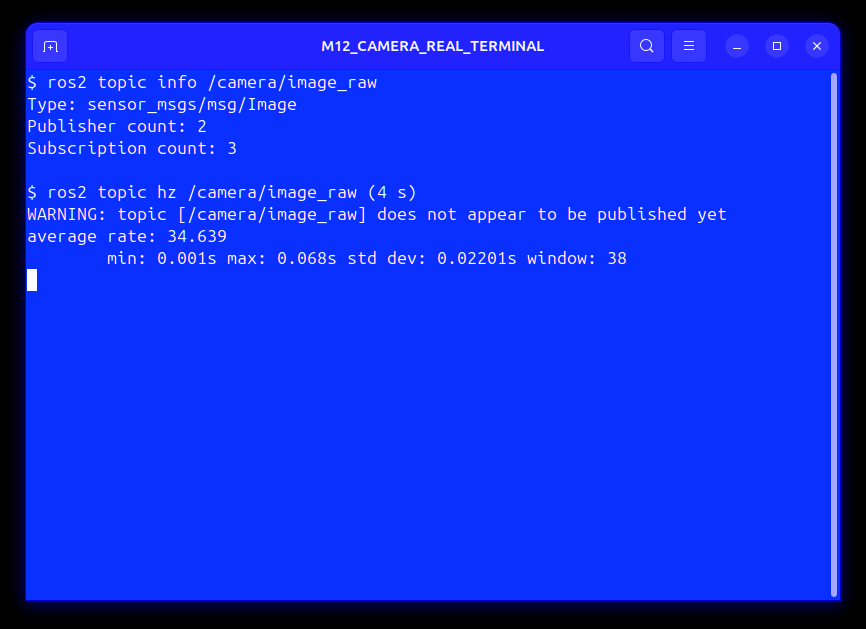 M12_CAMERA_REAL_TERMINAL
$ ros2 topic info /camera/image_raw
Type: sensor_msgs/msg/Image
Publisher count: 2
Subscription count: 3
$ ros2 topic hz /camera/image_raw (4 s)
WARNING: topic [/camera/image_raw] does not appear to be published yet
average rate: 34.639
        min: 0.001s max: 0.068s std dev: 0.02201s window: 38